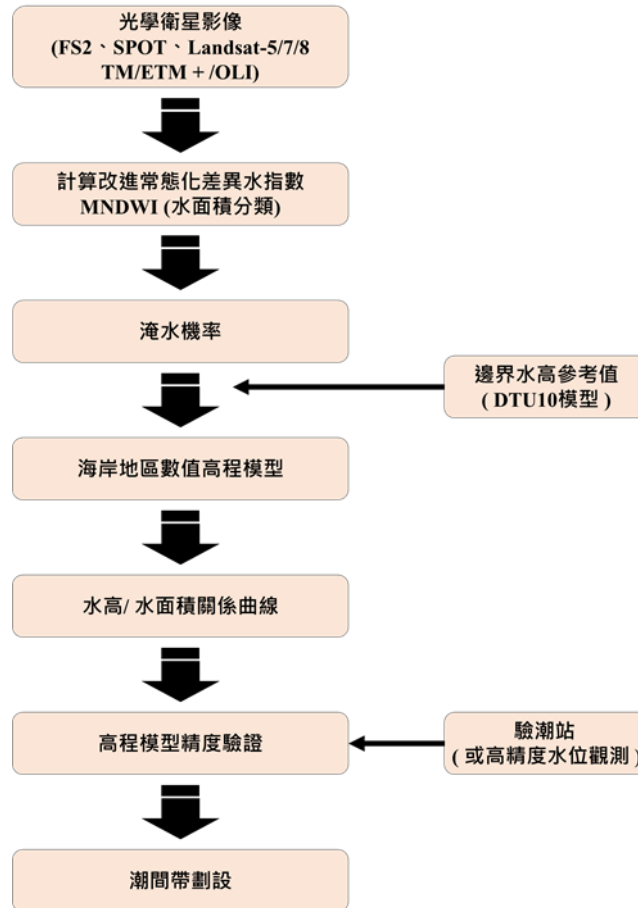 光學衛星影像
(FS2、SPOT、Landsat-5/7/8
TM/ETM + /OLI)
計算改進常態化差異水指數
MNDWI (水面積分類)
淹水機率
邊界水高參考值
( DTU10模型 )
海岸地區數值高程模型
水高/ 水面積關係曲線
高程模型精度驗證
驗潮站
( 或高精度水位觀測 )
潮間帶劃設